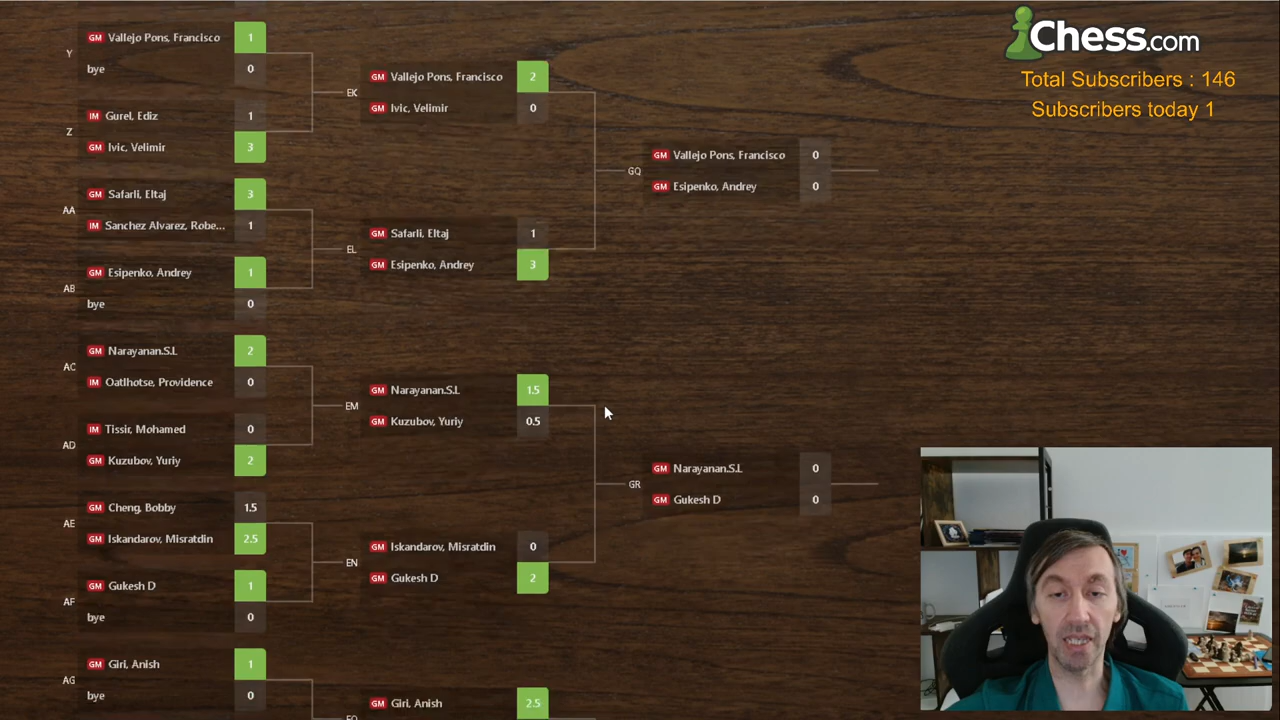 Chess.com
Total Subscribers : 146
Subscribers today 1
Y
GM Vallejo Pons, Francisco 1
bye 0
Z
IM Gurel, Ediz 1
GM Ivic, Velimir 3
AA
GM Safarli, Eltaj 3
IM Sanchez Alvarez, Robe... 1
AB
GM Esipenko, Andrey 1
bye 0
AC
GM Narayanan.S.L 2
IM Oatlhotse, Providence 0
AD
IM Tissir, Mohamed 0
GM Kuzubov, Yuriy 2
AE
GM Cheng, Bobby 1.5
GM Iskandarov, Misratdin 2.5
AF
GM Gukesh D 1
bye 0
AG
GM Giri, Anish 1
bye 0
EK
GM Vallejo Pons, Francisco 2
GM Ivic, Velimir 0
EL
GM Safarli, Eltaj 1
GM Esipenko, Andrey 3
EM
GM Narayanan.S.L 1.5
GM Kuzubov, Yuriy 0.5
EN
GM Iskandarov, Misratdin 0
GM Gukesh D 2
EO
GM Giri, Anish 2.5
GQ
GM Vallejo Pons, Francisco 0
GM Esipenko, Andrey 0
GR
GM Narayanan.S.L 0
GM Gukesh D 0